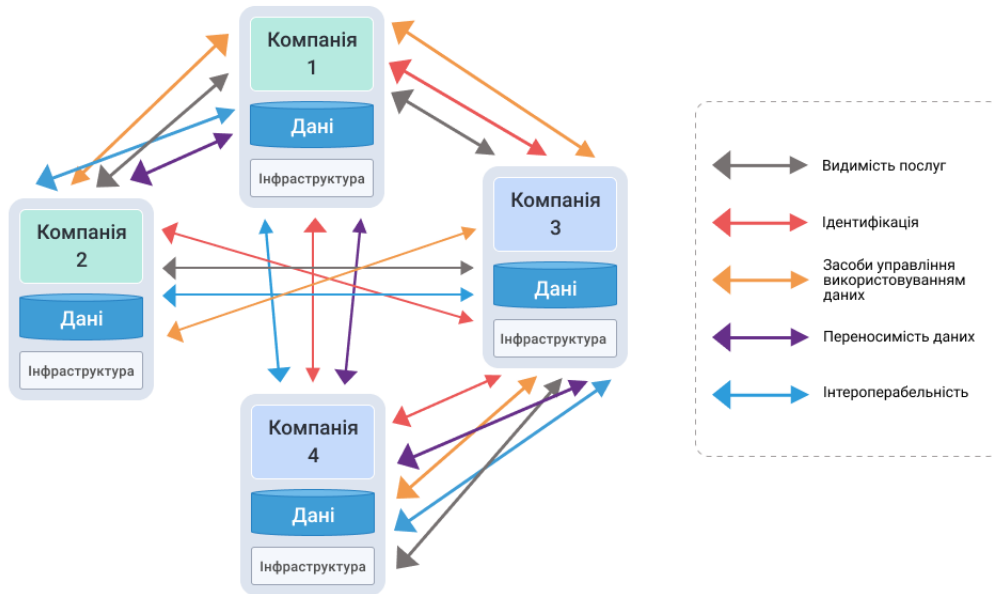 Компанія
1
Дані
Інфраструктура
Компанія
2
Дані
Інфраструктура
Компанія
3
Дані
Інфраструктура
Компанія
4
Дані
Інфраструктура
Видимість послуг
Ідентифікація
Засоби управління
використовуванням
даних
Переносимість даних
Інтероперабельність